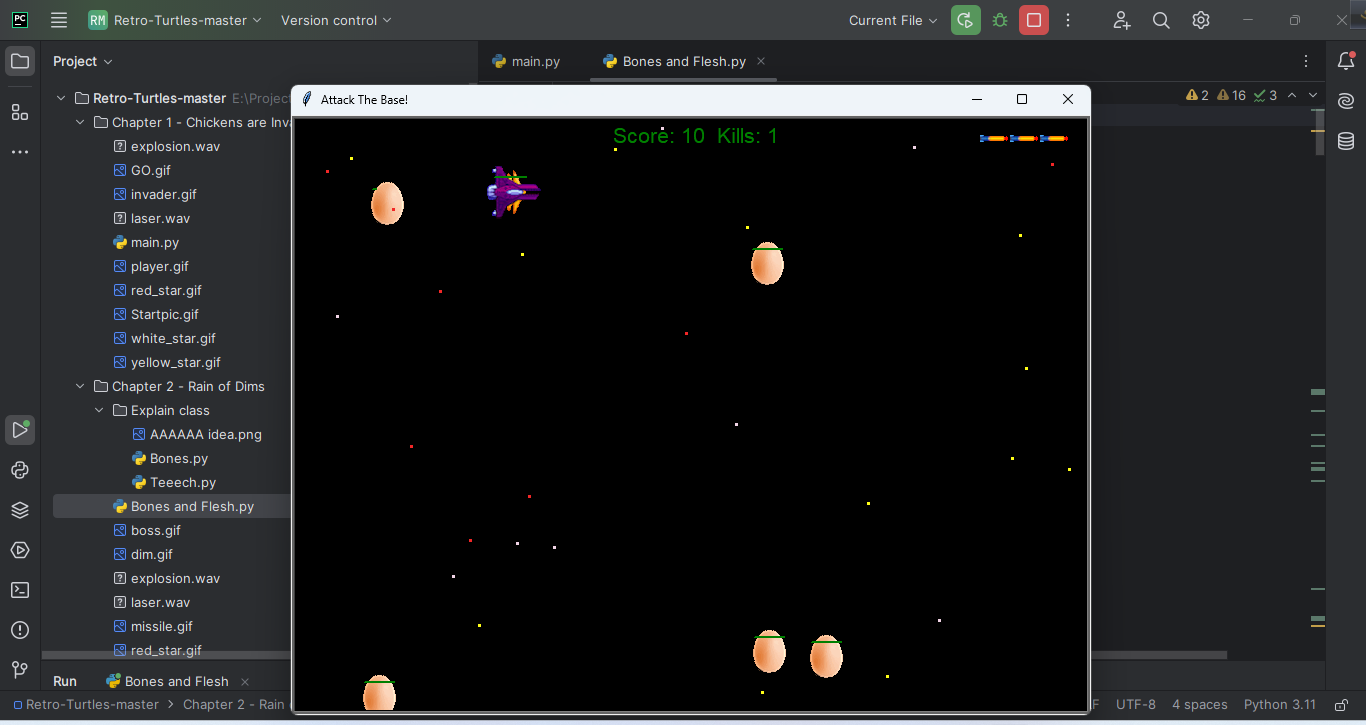 PC
RM Retro-Turtles-master
Version control
Current File
Project
main.py
Bones and Flesh.py
Retro-Turtles-master E:\Projec
2 16 3
Chapter 1 - Chickens are Inva
explosion.wav
GO.gif
invader.gif
laser.wav
main.py
player.gif
red_star.gif
Startpic.gif
white_star.gif
yellow_star.gif
Chapter 2 - Rain of Dims
Explain class
AAAAAA idea.png
Bones.py
Teeech.py
Bones and Flesh.py
boss.gif
dim.gif
explosion.wav
laser.wav
missile.gif
red_star.gif
Attack The Base!
Score: 10 Kills: 1
Run
Bones and Flesh
Retro-Turtles-master > Chapter 2 - Rain
F UTF-8 4 spaces Python 3.11